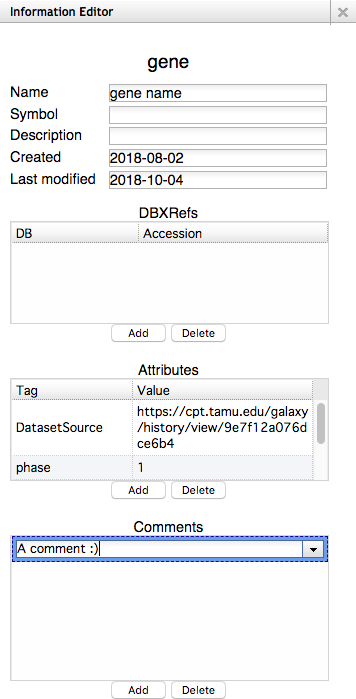 Information Editor
gene
Name gene name
Symbol
Description
Created 2018-08-02
Last modified 2018-10-04
DBXRefs
DB Accession
Add Delete
Attributes
Tag Value
DatasetSource https://cpt.tamu.edu/galaxy
/history/view/9e7f12a076d
ce6b4
phase 1
Add Delete
Comments
A comment :)
Add Delete